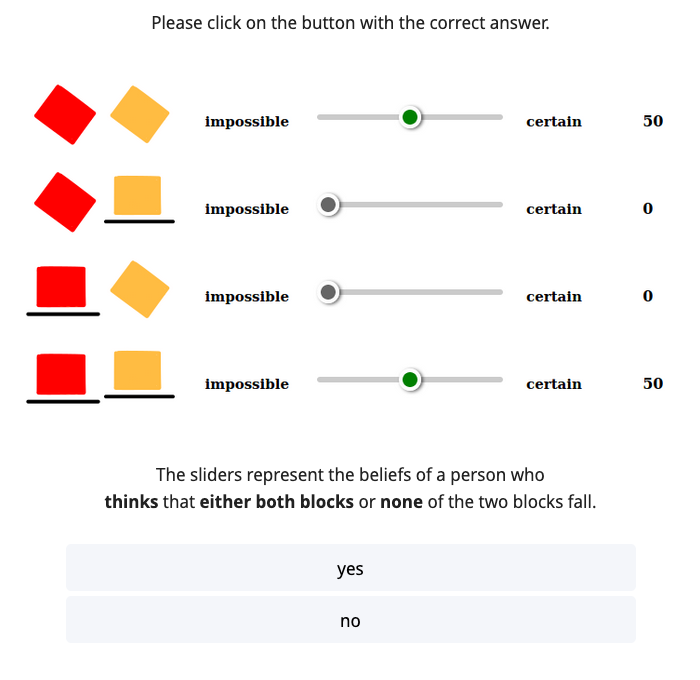 Please click on the button with the correct answer.
impossible certain 50
impossible certain 0
impossible certain 0
impossible certain 50
The sliders represent the beliefs of a person who
thinks that either both blocks or none of the two blocks fall.
yes
no